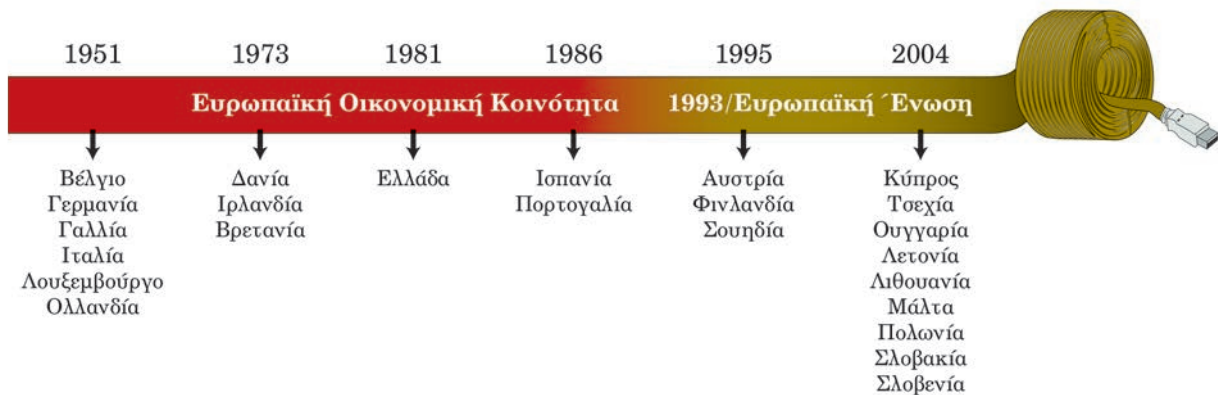 1951 1973 1981 1986 1995 2004
Ευρωπαϊκή Οικονομική Κοινότητα 1993/Ευρωπαϊκή Ένωση
Βέλγιο
Γερμανία
Γαλλία
Ιταλία
Λουξεμβούργο
Ολλανδία
Δανία
Ιρλανδία
Βρετανία
Ελλάδα
Ισπανία
Πορτογαλία
Αυστρία
Φινλανδία
Σουηδία
Κύπρος
Τσεχία
Ουγγαρία
Λετονία
Λιθουανία
Μάλτα
Πολωνία
Σλοβακία
Σλοβενία